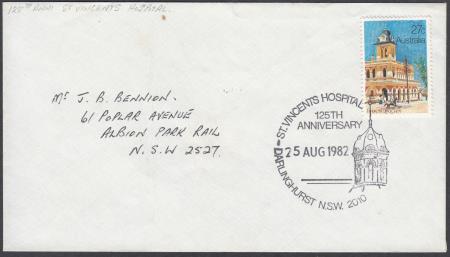 125TH ANNI ST VINCENTS HOSPITAL.
27c
Australia
Mr J. B. BENNION.
61 POPLAR AVENUE
ALBION PARK RAIL
N.S.W 2527.
ST. VINCENTS HOSPITAL
125TH
ANNIVERSARY
25 AUG 1982
DARLINGHURST N.S.W. 2010